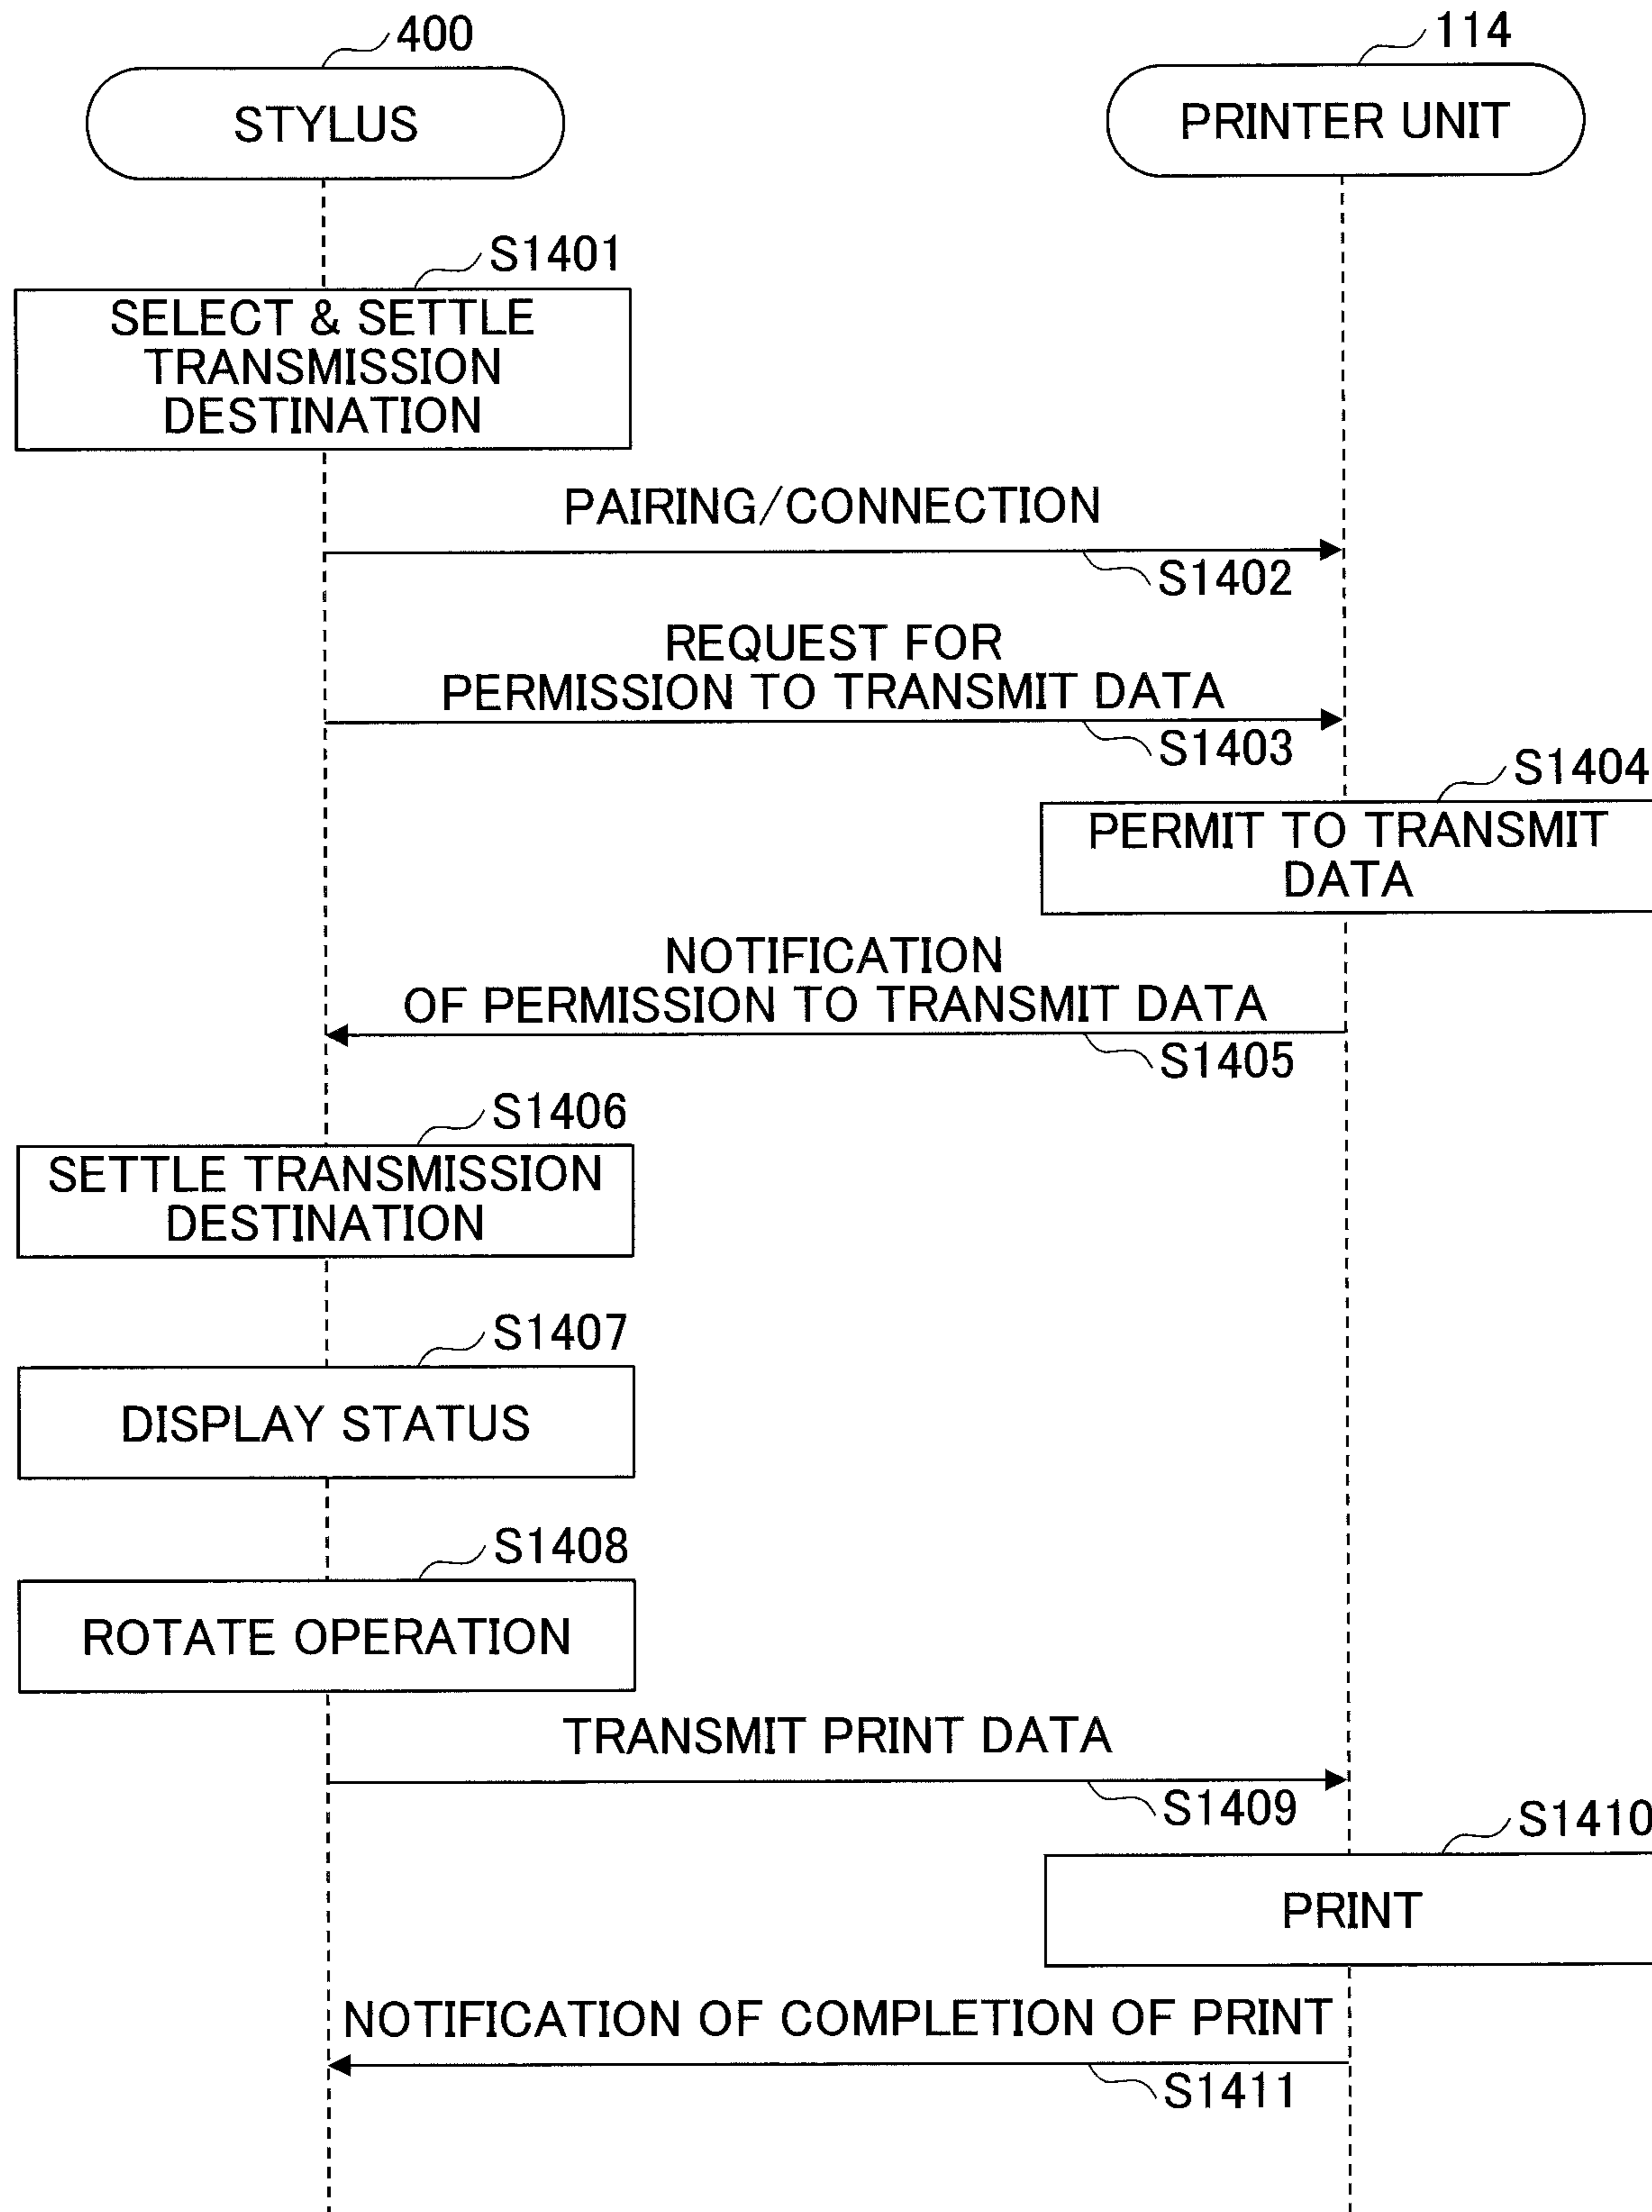 400
114
STYLUS
PRINTER UNIT
S1401
SELECT & SETTLE
TRANSMISSION
DESTINATION
PAIRING/CONNECTION
S1402
REQUEST FOR
PERMISSION TO TRANSMIT DATA
S1403
S1404
PERMIT TO TRANSMIT
DATA
NOTIFICATION
OF PERMISSION TO TRANSMIT DATA
S1405
S1406
SETTLE TRANSMISSION
DESTINATION
S1407
DISPLAY STATUS
S1408
ROTATE OPERATION
TRANSMIT PRINT DATA
S1409
S1410
PRINT
NOTIFICATION OF COMPLETION OF PRINT
S1411